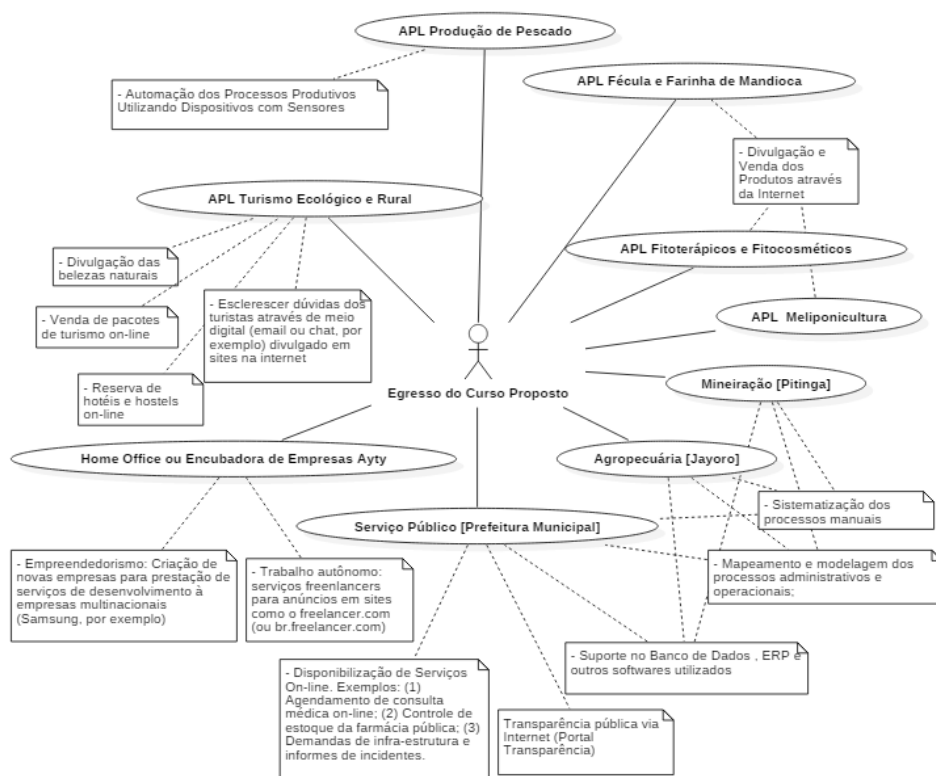 APL Produção de Pescado
APL Fécula e Farinha de Mandioca
- Automação dos Processos Produtivos
Utilizando Dispositivos com Sensores
- Divulgação e
Venda dos
Produtos através
da Internet
APL Turismo Ecológico e Rural
APL Fitoterápicos e Fitocosméticos
- Divulgação das
belezas naturais
- Venda de pacotes
de turismo on-line
- Esclerescer dúvidas dos
turistas através de meio
digital (email ou chat, por
exemplo) divulgado em
sites na internet
- Reserva de
hotéis e hostels
on-line
APL  Meliponicultura
Egresso do Curso Proposto
Mineiração [Pitinga]
Home Office ou Encubadora de Empresas Ayty
Agropecuária [Jayoro]
Serviço Público [Prefeitura Municipal]
- Sistematização dos
processos manuais
- Empreendedorismo: Criação de
novas empresas para prestação de
serviços de desenvolvimento à
empresas multinacionais
(Samsung, por exemplo)
- Trabalho autônomo:
serviços freenlancers
para anúncios em sites
como o freelancer.com
(ou br.freelancer.com)
- Mapeamento e modelagem dos
processos administrativos e
operacionais;
- Suporte no Banco de Dados , ERP e
outros softwares utilizados
- Disponibilização de Serviços
On-line. Exemplos: (1)
Agendamento de consulta
médica on-line; (2) Controle de
estoque da farmácia pública; (3)
Demandas de infra-estrutura e
informes de incidentes.
Transparência pública via
Internet (Portal
Transparência)